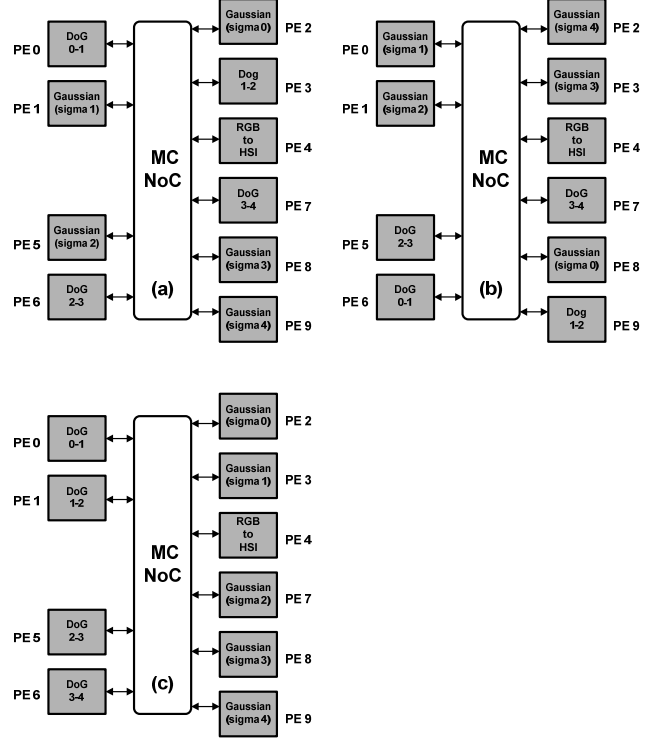 PE 0
DoG
0-1
PE 1
Gaussian
(sigma 1)
PE 5
Gaussian
(sigma 2)
PE 6
DoG
2-3
MC
NoC
(a)
Gaussian
(sigma 0)
PE 2
Dog
1-2
PE 3
RGB
to
HSI
PE 4
DoG
3-4
PE 7
Gaussian
(sigma 3)
PE 8
Gaussian
(sigma 4)
PE 9
PE 0
Gaussian
(sigma 1)
PE 1
Gaussian
(sigma 2)
PE 5
DoG
2-3
PE 6
DoG
0-1
MC
NoC
(b)
Gaussian
(sigma 4)
PE 2
Gaussian
(sigma 3)
PE 3
RGB
to
HSI
PE 4
DoG
3-4
PE 7
Gaussian
(sigma 0)
PE 8
Dog
1-2
PE 9
PE 0
DoG
0-1
PE 1
DoG
1-2
PE 5
DoG
2-3
PE 6
DoG
3-4
MC
NoC
(c)
Gaussian
(sigma 0)
PE 2
Gaussian
(sigma 1)
PE 3
RGB
to
HSI
PE 4
Gaussian
(sigma 2)
PE 7
Gaussian
(sigma 3)
PE 8
Gaussian
(sigma 4)
PE 9